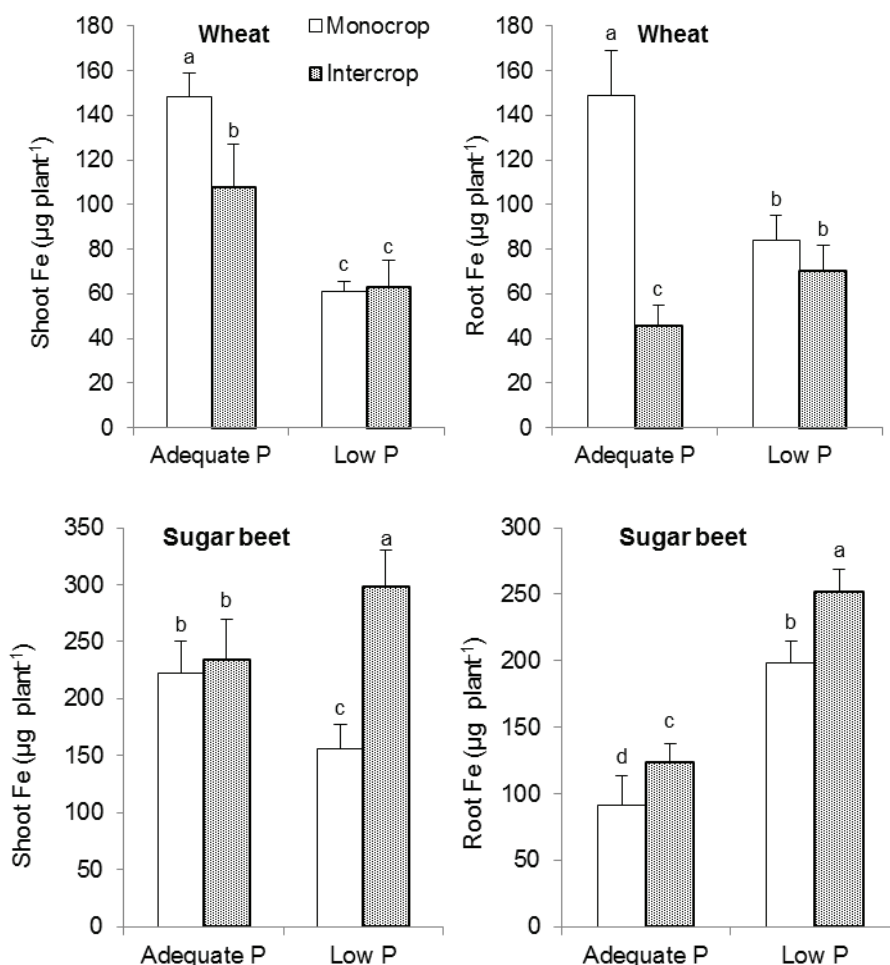 Wheat
Monocrop
Intercrop
Shoot Fe (µg plant-1)
180
160
140
120
100
80
60
40
20
0
a
b
c
c
Adequate P
Low P
Wheat
Root Fe (µg plant-1)
180
160
140
120
100
80
60
40
20
0
a
c
b
b
Adequate P
Low P
Sugar beet
Shoot Fe (µg plant-1)
350
300
250
200
150
100
50
0
b
b
c
a
Adequate P
Low P
Sugar beet
Root Fe (µg plant-1)
300
250
200
150
100
50
0
d
c
b
a
Adequate P
Low P